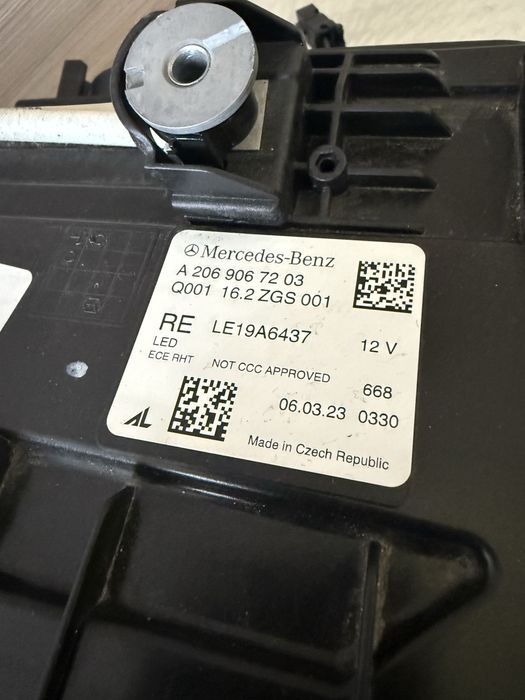 Mercedes-Benz
A 206 906 72 03
Q001 16.2 ZGS 001
RE LE19A6437 12 V
LED
ECE RHT NOT CCC APPROVED 668
AL 06.03.23 0330
Made in Czech Republic